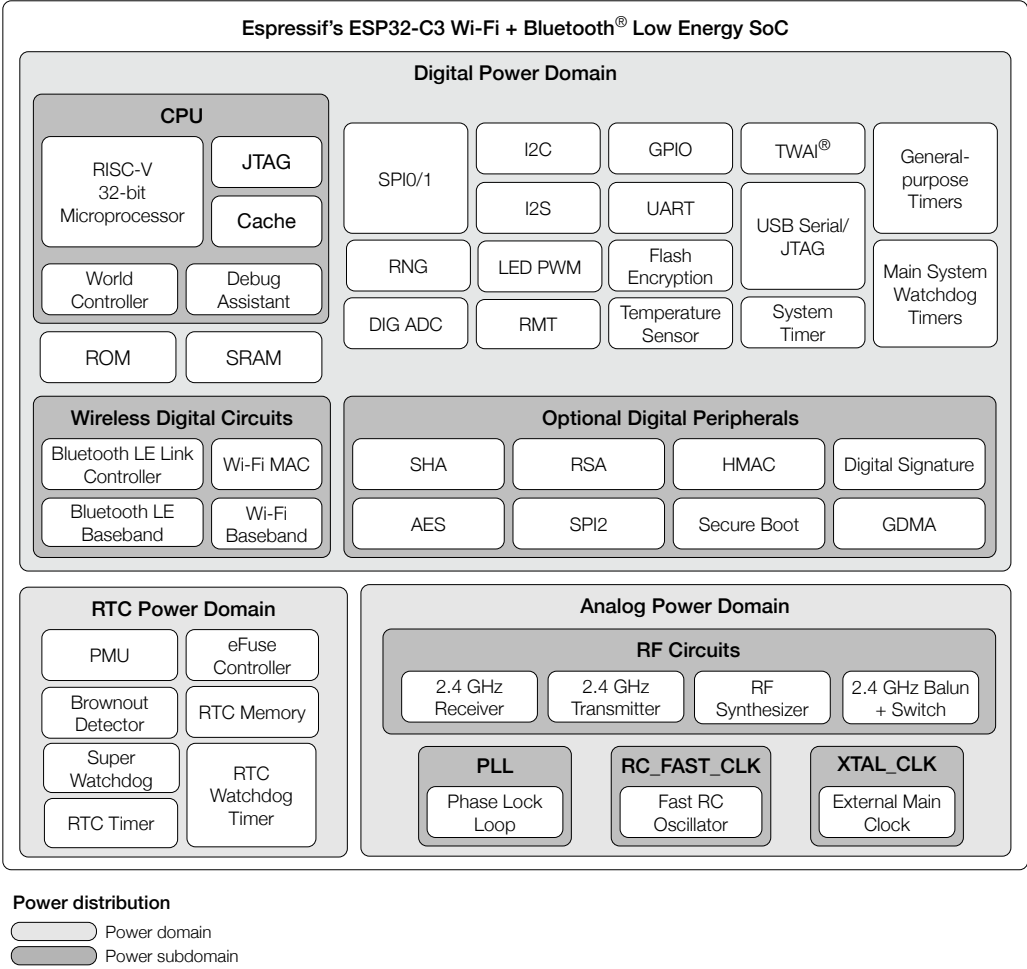 Espressif's ESP32-C3 Wi-Fi + Bluetooth® Low Energy SoC
Digital Power Domain
CPU
RISC-V
32-bit
Microprocessor
JTAG
Cache
World
Controller
Debug
Assistant
ROM
SRAM
SPI0/1
I2C
GPIO
TWAI®
General-
purpose
Timers
I2S
UART
USB Serial/
JTAG
RNG
LED PWM
Flash
Encryption
Main System
Watchdog
Timers
DIG ADC
RMT
Temperature
Sensor
System
Timer
Wireless Digital Circuits
Bluetooth LE Link
Controller
Wi-Fi MAC
Bluetooth LE
Baseband
Wi-Fi
Baseband
Optional Digital Peripherals
SHA
RSA
HMAC
Digital Signature
AES
SPI2
Secure Boot
GDMA
RTC Power Domain
PMU
eFuse
Controller
Brownout
Detector
RTC Memory
Super
Watchdog
RTC
Watchdog
Timer
RTC Timer
Analog Power Domain
RF Circuits
2.4 GHz
Receiver
2.4 GHz
Transmitter
RF
Synthesizer
2.4 GHz Balun
+ Switch
PLL
Phase Lock
Loop
RC_FAST_CLK
Fast RC
Oscillator
XTAL_CLK
External Main
Clock
Power distribution
Power domain
Power subdomain